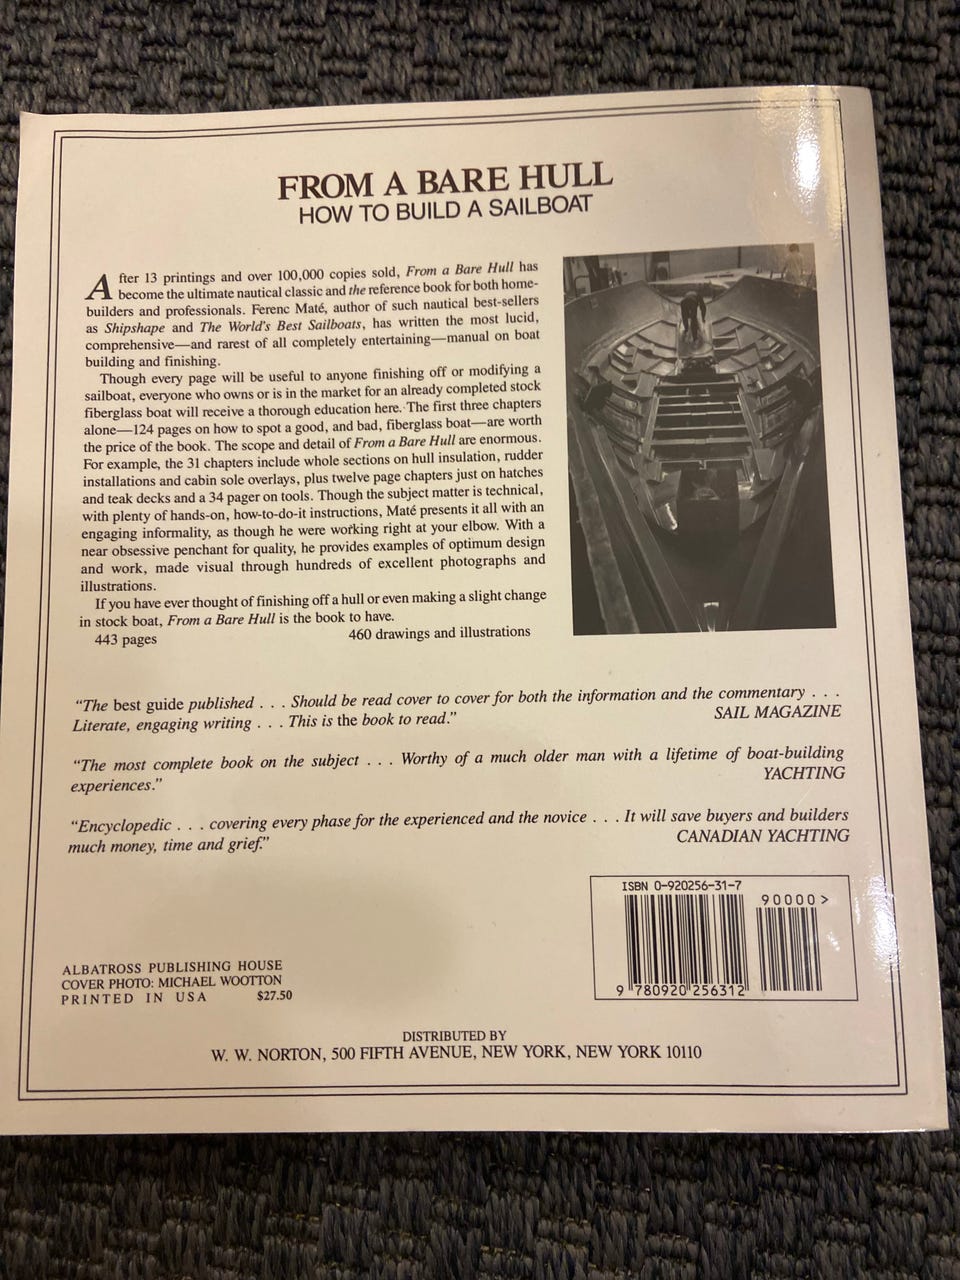 FROM A BARE HULL
HOW TO BUILD A SAILBOAT
After 13 printings and over 100,000 copies sold, From a Bare Hull has
become the ultimate nautical classic and the reference book for both home-
builders and professionals. Ferenc Maté, author of such nautical best-sellers
as Shipshape and The World's Best Sailboats, has written the most lucid,
comprehensive—and rarest of all completely entertaining—manual on boat
building and finishing.
Though every page will be useful to anyone finishing off or modifying a
sailboat, everyone who owns or is in the market for an already completed stock
fiberglass boat will receive a thorough education here. The first three chapters
alone—124 pages on how to spot a good, and bad, fiberglass boat—are worth
the price of the book. The scope and detail of From a Bare Hull are enormous.
For example, the 31 chapters include whole sections on hull insulation, rudder
installations and cabin sole overlays, plus twelve page chapters just on hatches
and teak decks and a 34 pager on tools. Though the subject matter is technical,
with plenty of hands-on, how-to-do-it instructions, Maté presents it all with an
engaging informality, as though he were working right at your elbow. With a
near obsessive penchant for quality, he provides examples of optimum design
and work, made visual through hundreds of excellent photographs and
illustrations.
If you have ever thought of finishing off a hull or even making a slight change
in stock boat, From a Bare Hull is the book to have.
443 pages 460 drawings and illustrations
"The best guide published . . . Should be read cover to cover for both the information and the commentary . . .
Literate, engaging writing . . . This is the book to read." SAIL MAGAZINE
"The most complete book on the subject . . . Worthy of a much older man with a lifetime of boat-building
experiences." YACHTING
"Encyclopedic . . . covering every phase for the experienced and the novice . . . It will save buyers and builders
much money, time and grief." CANADIAN YACHTING
ISBN 0-920256-31-7
90000>
9 780920 256312
ALBATROSS PUBLISHING HOUSE
COVER PHOTO: MICHAEL WOOTTON
PRINTED IN USA $27.50
DISTRIBUTED BY
W. W. NORTON, 500 FIFTH AVENUE, NEW YORK, NEW YORK 10110